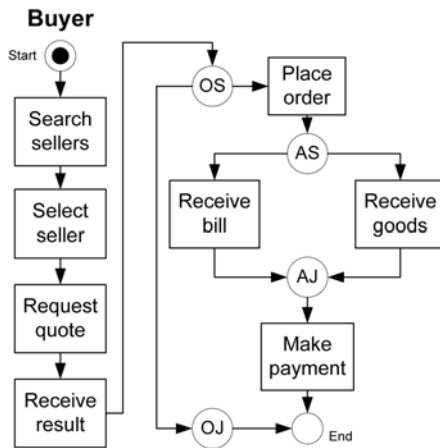 Buyer
Start
Search
sellers
Select
seller
Request
quote
Receive
result
OS
Place
order
AS
Receive
bill
Receive
goods
AJ
Make
payment
OJ
End